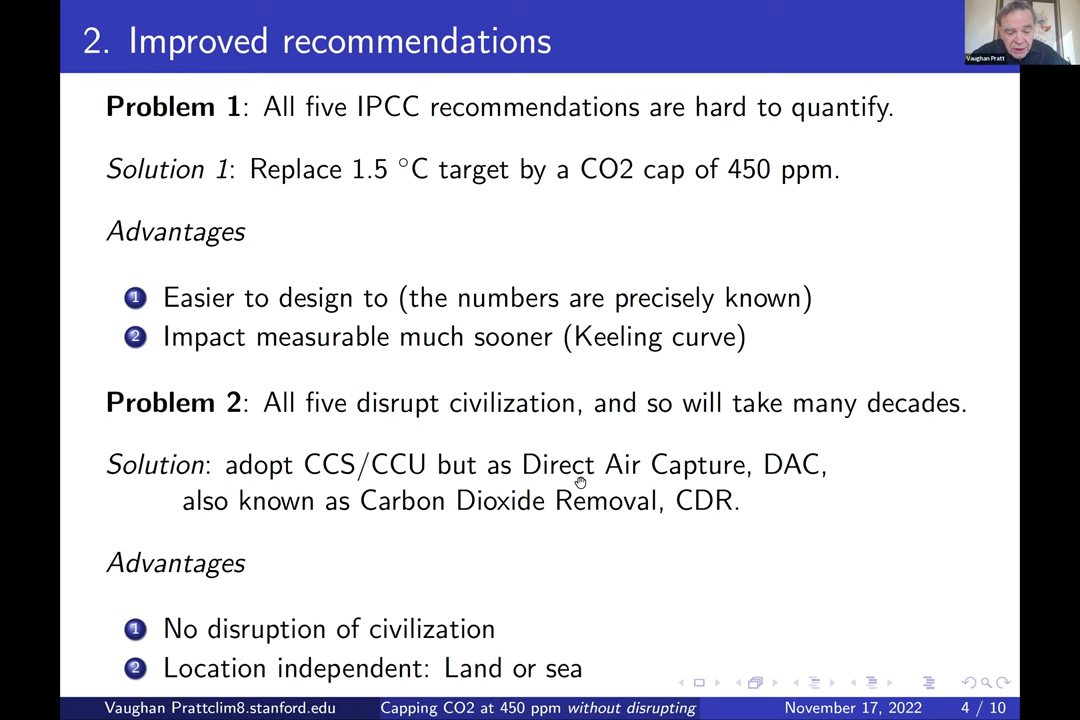 2. Improved recommendations
Vaughan Pratt
Problem 1: All five IPCC recommendations are hard to quantify.
Solution 1: Replace 1.5 °C target by a CO2 cap of 450 ppm.
Advantages
1 Easier to design to (the numbers are precisely known)
2 Impact measurable much sooner (Keeling curve)
Problem 2: All five disrupt civilization, and so will take many decades.
Solution: adopt CCS/CCU but as Direct Air Capture, DAC,
also known as Carbon Dioxide Removal, CDR.
Advantages
1 No disruption of civilization
2 Location independent: Land or sea
Vaughan Prattclim8.stanford.edu Capping CO2 at 450 ppm without disrupting November 17, 2022 4 / 10